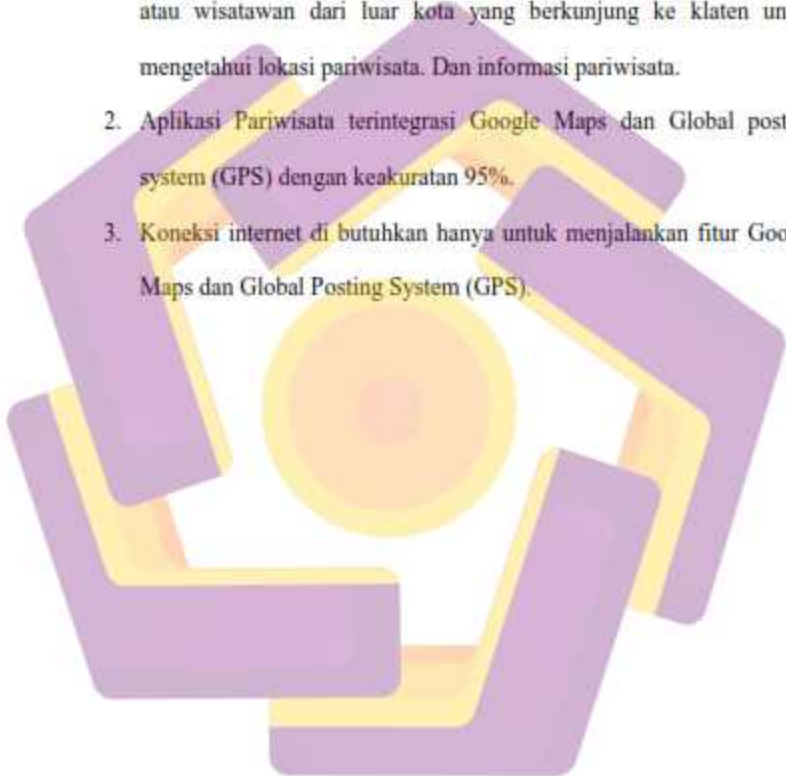 atau wisatawan dari luar kota yang berkunjung ke klaten un
mengetahui lokasi pariwisata. Dan informasi pariwisata.
2. Aplikasi Pariwisata terintegrasi Google Maps dan Global post
system (GPS) dengan keakuratan 95%.
3. Koneksi internet di butuhkan hanya untuk menjalankan fitur Goo
Maps dan Global Posting System (GPS).